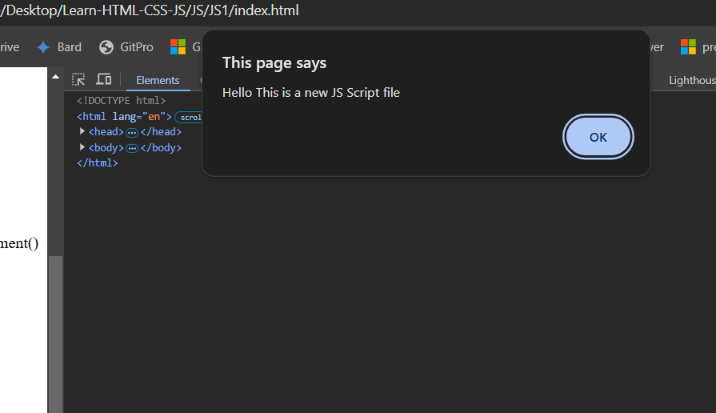 /Desktop/Learn-HTML-CSS-JS/JS/JS1/index.html
rive Bard GitPro G ver pre
This page says
Hello This is a new JS Script file
OK
Elements Lighthous
<!DOCTYPE html>
<html lang="en"> scrol
<head> ... </head>
<body> ... </body>
</html>
ment()